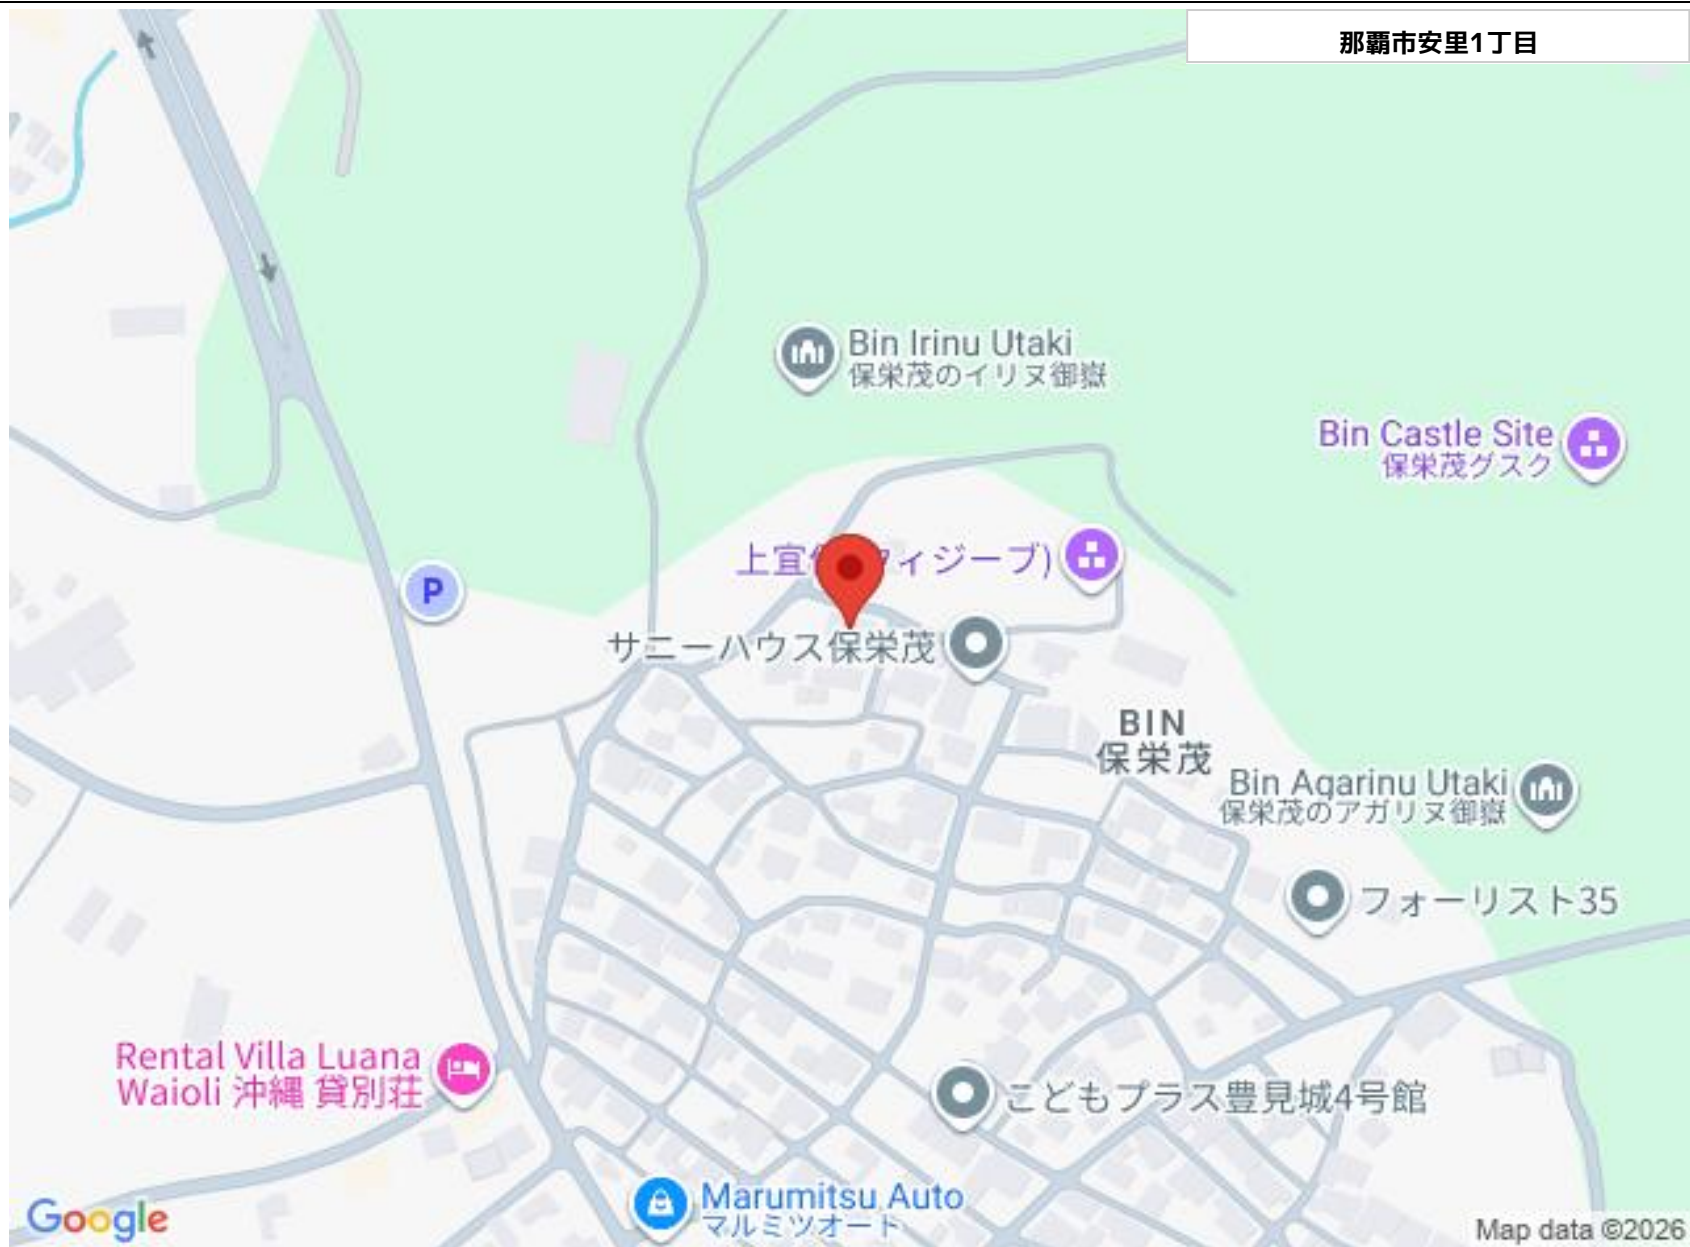 那覇市安里1丁目
Bin Irinu Utaki
保栄茂のイリヌ御嶽
Bin Castle Site
保栄茂グスク
上宜
ィジーブ)
P
サニーハウス保栄茂
BIN
保栄茂
Bin Agarinu Utaki
保栄茂のアガリヌ御嶽
フォーリスト35
Rental Villa Luana
Waioli 沖縄 貸別荘
こどもプラス豊見城4号館
Marumitsu Auto
マルミツオート
Google
Map data ©2026